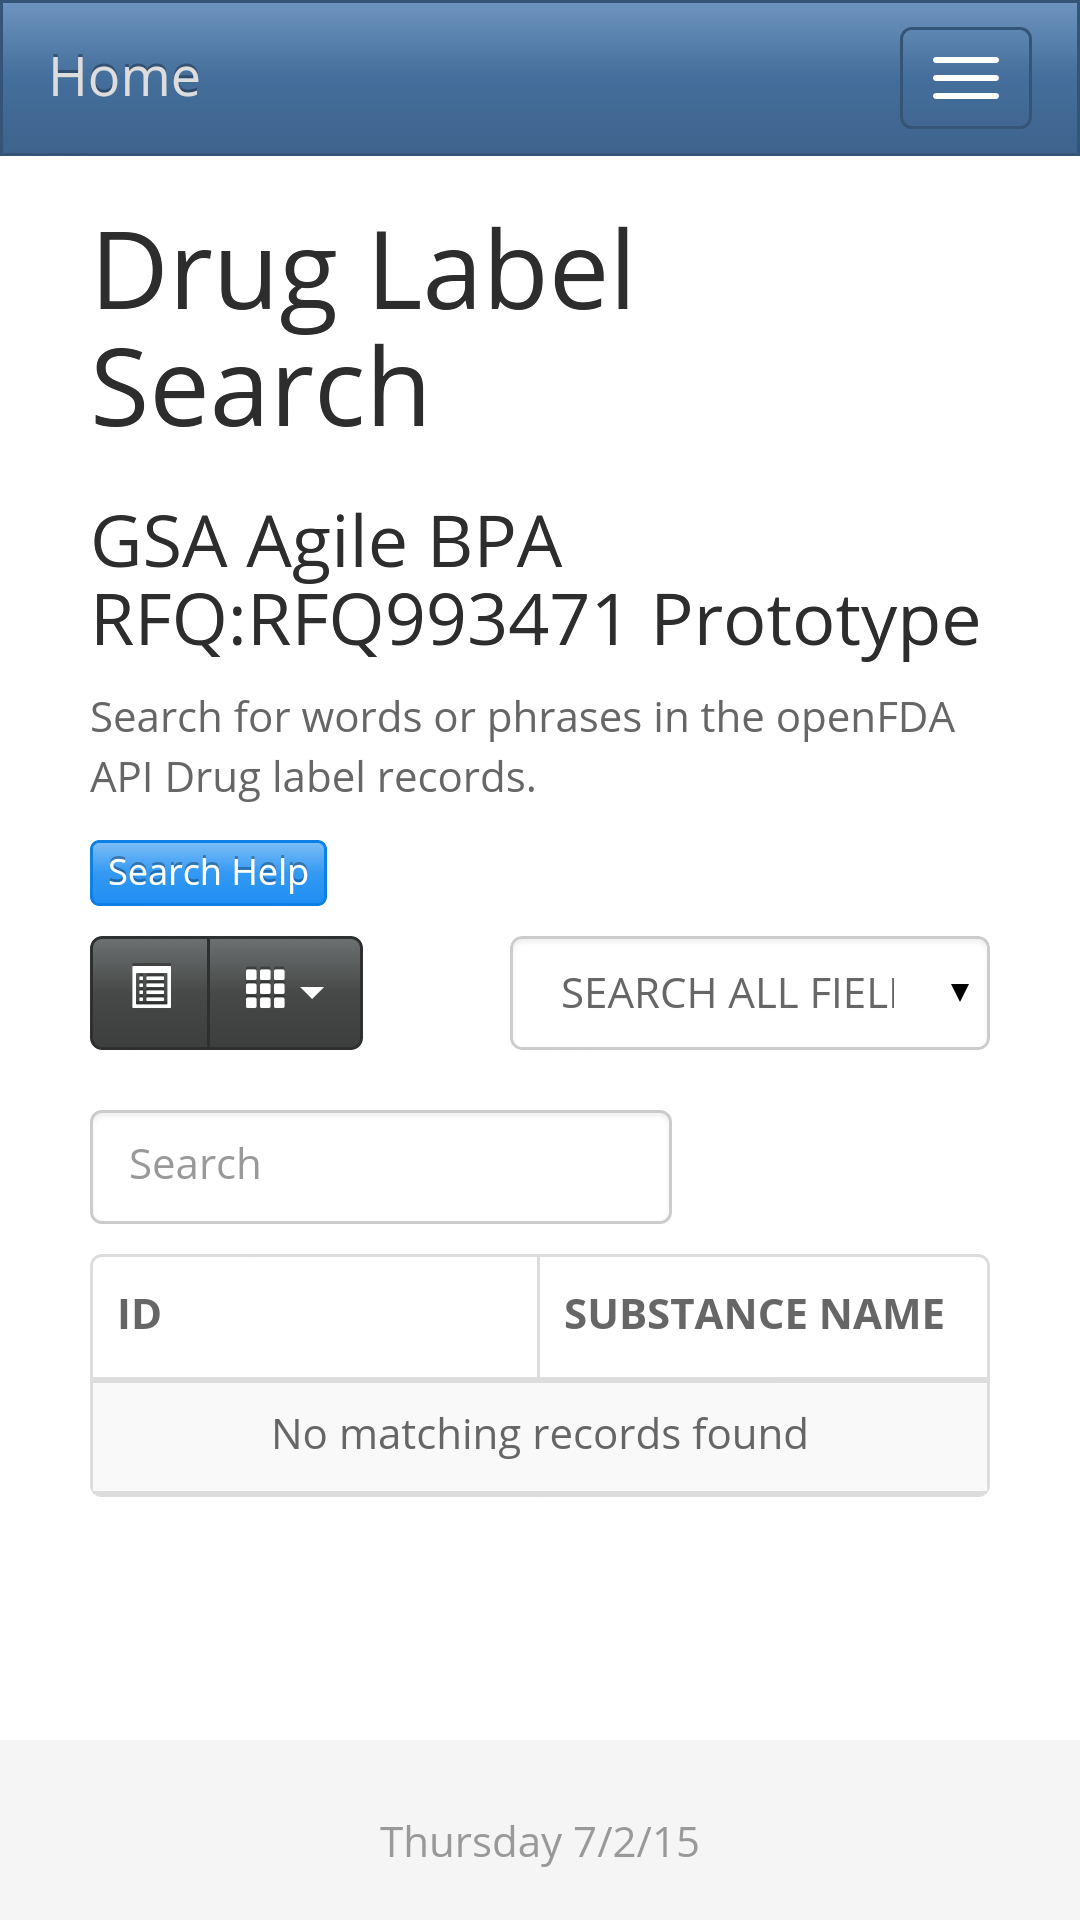 Home
Drug Label
Search
GSA Agile BPA
RFQ:RFQ993471 Prototype
Search for words or phrases in the openFDA
API Drug label records.
Search Help
SEARCH ALL FIEL
Search
ID SUBSTANCE NAME
No matching records found
Thursday 7/2/15